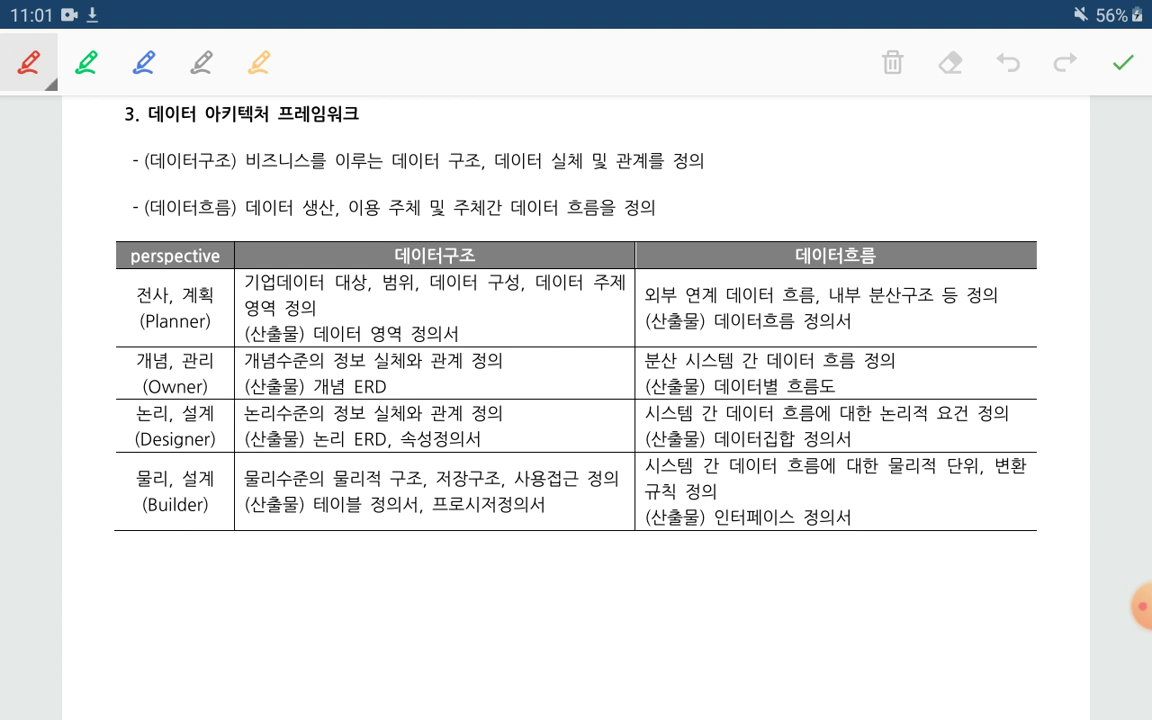 11:01
56%
3. 데이터 아키텍처 프레임워크
- (데이터구조) 비즈니스를 이루는 데이터 구조, 데이터 실체 및 관계를 정의
- (데이터흐름) 데이터 생산, 이용 주체 및 주체간 데이터 흐름을 정의
perspective 데이터구조 데이터흐름
전사, 계획
(Planner)
기업데이터 대상, 범위, 데이터 구성, 데이터 주제
영역 정의
(산출물) 데이터 영역 정의서
외부 연계 데이터 흐름, 내부 분산구조 등 정의
(산출물) 데이터흐름 정의서
개념, 관리
(Owner)
개념수준의 정보 실체와 관계 정의
(산출물) 개념 ERD
분산 시스템 간 데이터 흐름 정의
(산출물) 데이터별 흐름도
논리, 설계
(Designer)
논리수준의 정보 실체와 관계 정의
(산출물) 논리 ERD, 속성정의서
시스템 간 데이터 흐름에 대한 논리적 요건 정의
(산출물) 데이터집합 정의서
물리, 설계
(Builder)
물리수준의 물리적 구조, 저장구조, 사용접근 정의
(산출물) 테이블 정의서, 프로시저정의서
시스템 간 데이터 흐름에 대한 물리적 단위, 변환
규칙 정의
(산출물) 인터페이스 정의서